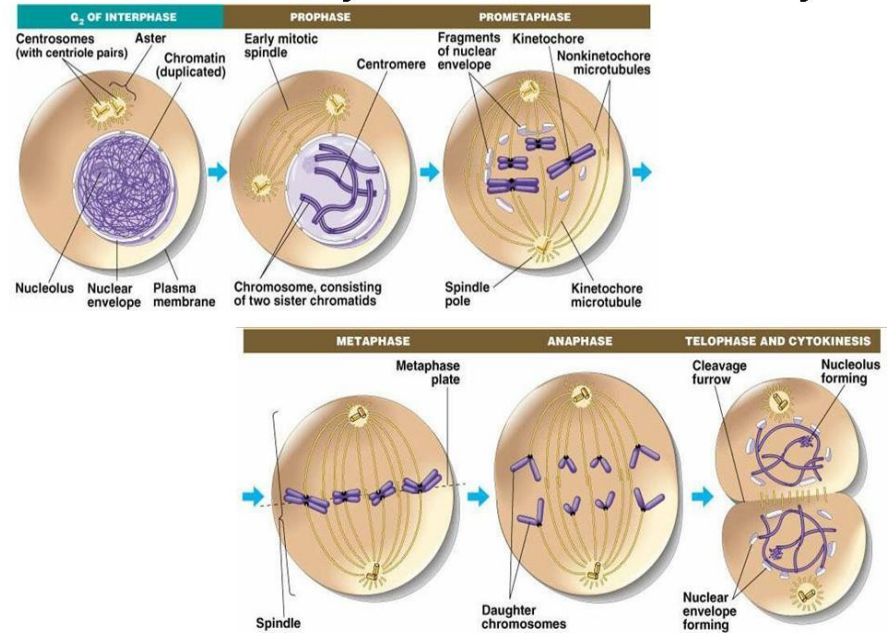 G₂ OF INTERPHASE
PROPHASE
PROMETAPHASE
Centrosomes
(with centriole pairs)
Aster
Chromatin
(duplicated)
Early mitotic
spindle
Centromere
Fragments
of nuclear
envelope
Kinetochore
Nonkinetochore
microtubules
Nucleolus
Nuclear
envelope
Plasma
membrane
Chromosome, consisting
of two sister chromatids
Spindle
pole
Kinetochore
microtubule
METAPHASE
ANAPHASE
TELOPHASE AND CYTOKINESIS
Metaphase
plate
Cleavage
furrow
Nucleolus
forming
Spindle
Daughter
chromosomes
Nuclear
envelope
forming